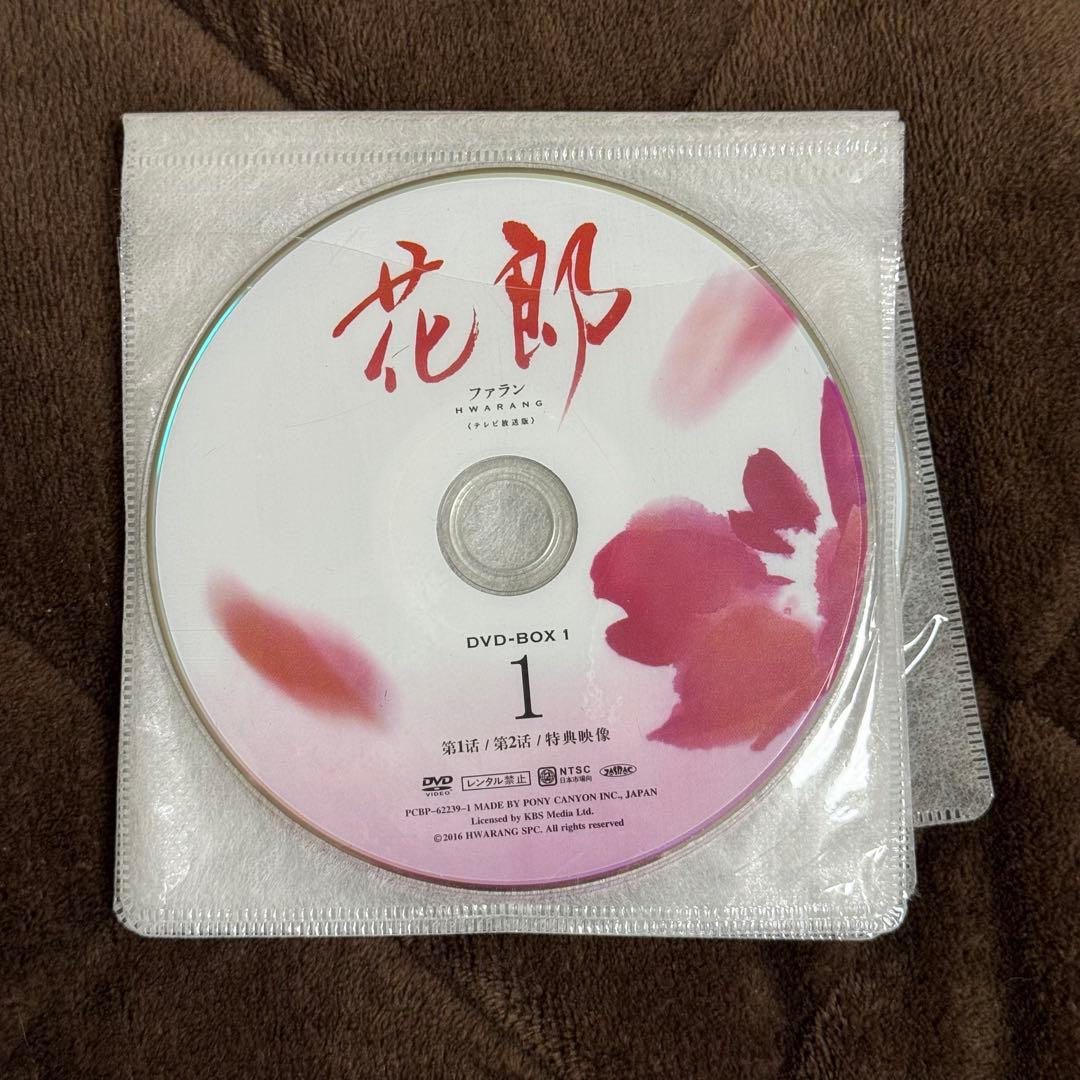 花郎
ファラン
HWARANG
《テレビ放送版》
DVD-BOX 1
1
第1话/第2话/特典映像
DVD VIDEO レンタル禁止 2 NTSC 日本市場向 JASRAC
PCBP-62239-1 MADE BY PONY CANYON INC., JAPAN
Licensed by KBS Media Ltd.
©2016 HWARANG SPC. All rights reserved